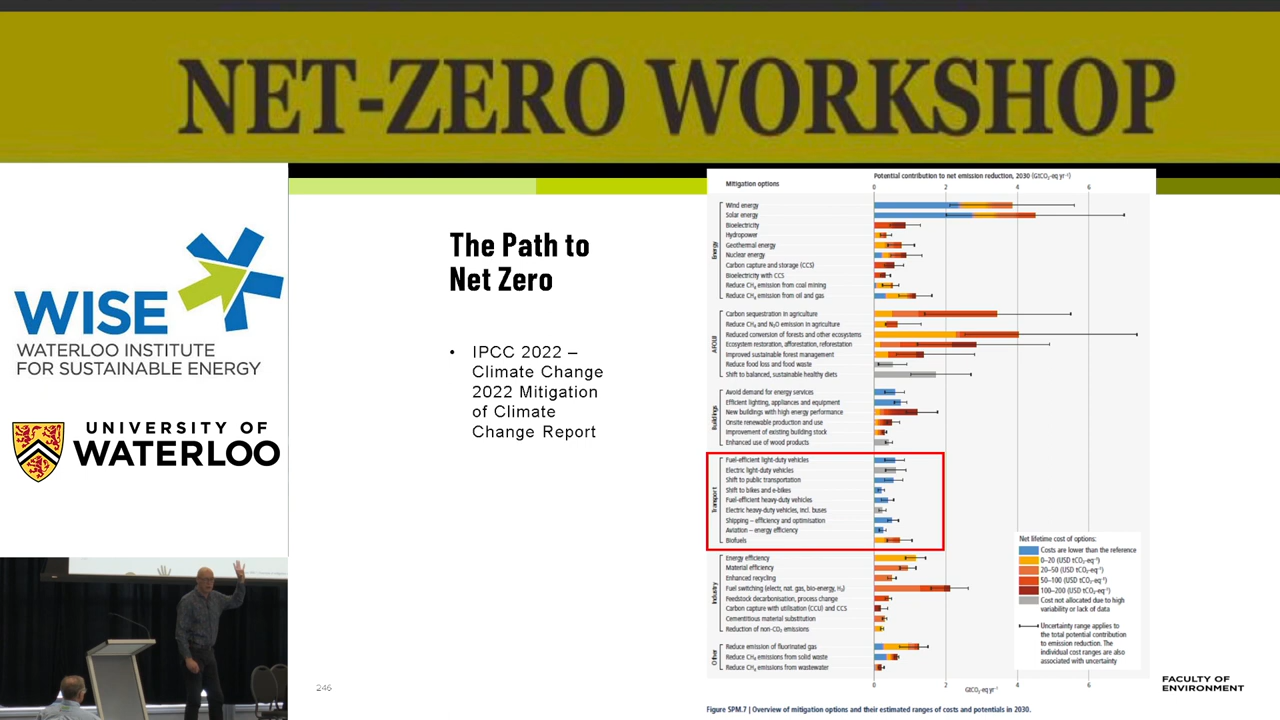 NET-ZERO WORKSHOP
WISE
WATERLOO INSTITUTE
FOR SUSTAINABLE ENERGY
UNIVERSITY OF
WATERLOO
The Path to
Net Zero
• IPCC 2022 –
Climate Change
2022 Mitigation
of Climate
Change Report
246
Mitigation options
Potential contribution to net emission reduction, 2030 (GtCO₂-eq yr⁻¹)
0 2 4 6
Energy
Wind energy
Solar energy
Bioelectricity
Hydropower
Geothermal energy
Nuclear energy
Carbon capture and storage (CCS)
Bioelectricity with CCS
Reduce CH₄ emission from coal mining
Reduce CH₄ emission from oil and gas
AFOLU
Carbon sequestration in agriculture
Reduce CH₄ and N₂O emission in agriculture
Reduced conversion of forests and other ecosystems
Ecosystem restoration, afforestation, reforestation
Improved sustainable forest management
Reduce food loss and food waste
Shift to balanced, sustainable healthy diets
Buildings
Avoid demand for energy services
Efficient lighting, appliances and equipment
New buildings with high energy performance
Onsite renewable production and use
Improvement of existing building stock
Enhanced use of wood products
Transport
Fuel-efficient light-duty vehicles
Electric light-duty vehicles
Shift to public transportation
Shift to bikes and e-bikes
Fuel-efficient heavy-duty vehicles
Electric heavy-duty vehicles, incl. buses
Shipping – efficiency and optimisation
Aviation – energy efficiency
Biofuels
Industry
Energy efficiency
Material efficiency
Enhanced recycling
Fuel switching (electr, nat. gas, bio-energy, H₂)
Feedstock decarbonisation, process change
Carbon capture with utilisation (CCU) and CCS
Cementitious material substitution
Reduction of non-CO₂ emissions
Other
Reduce emission of fluorinated gas
Reduce CH₄ emissions from solid waste
Reduce CH₄ emissions from wastewater
0 2 4 6
GtCO₂-eq yr⁻¹
Net lifetime cost of options:
Costs are lower than the reference
0–20 (USD tCO₂-eq⁻¹)
20–50 (USD tCO₂-eq⁻¹)
50–100 (USD tCO₂-eq⁻¹)
100–200 (USD tCO₂-eq⁻¹)
Cost not allocated due to high
variability or lack of data
Uncertainty range applies to
the total potential contribution
to emission reduction. The
individual cost ranges are also
associated with uncertainty
Figure SPM.7 | Overview of mitigation options and their estimated ranges of costs and potentials in 2030.
FACULTY OF
ENVIRONMENT